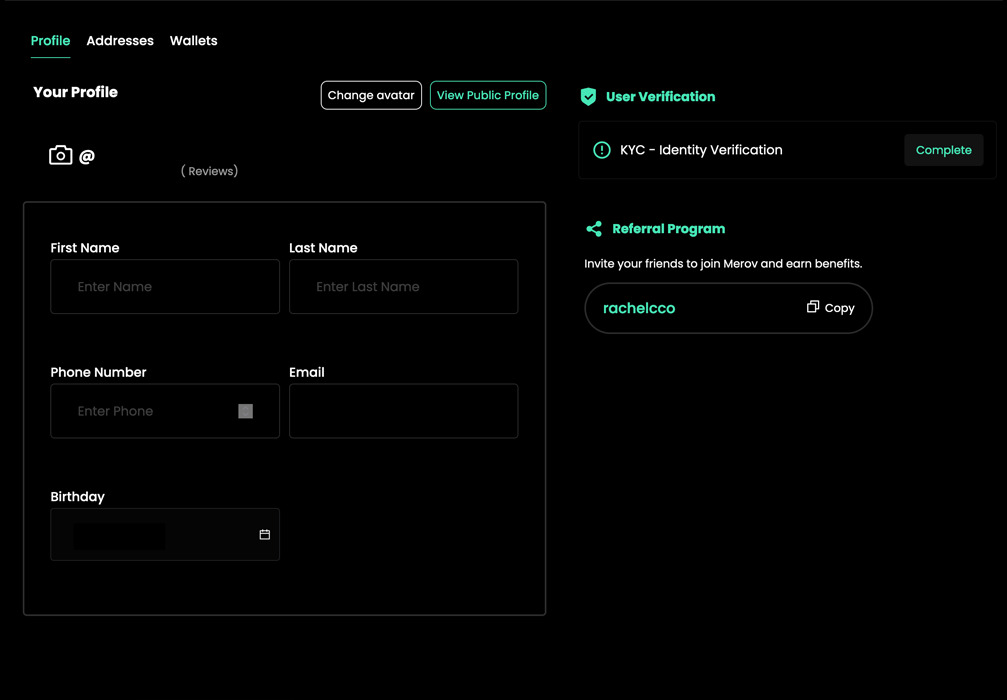 Profile Addresses Wallets
Your Profile
Change avatar
View Public Profile
@
( Reviews)
First Name
Last Name
Enter Name
Enter Last Name
Phone Number
Email
Enter Phone
Birthday
User Verification
KYC - Identity Verification
Complete
Referral Program
Invite your friends to join Merov and earn benefits.
rachelcco
Copy